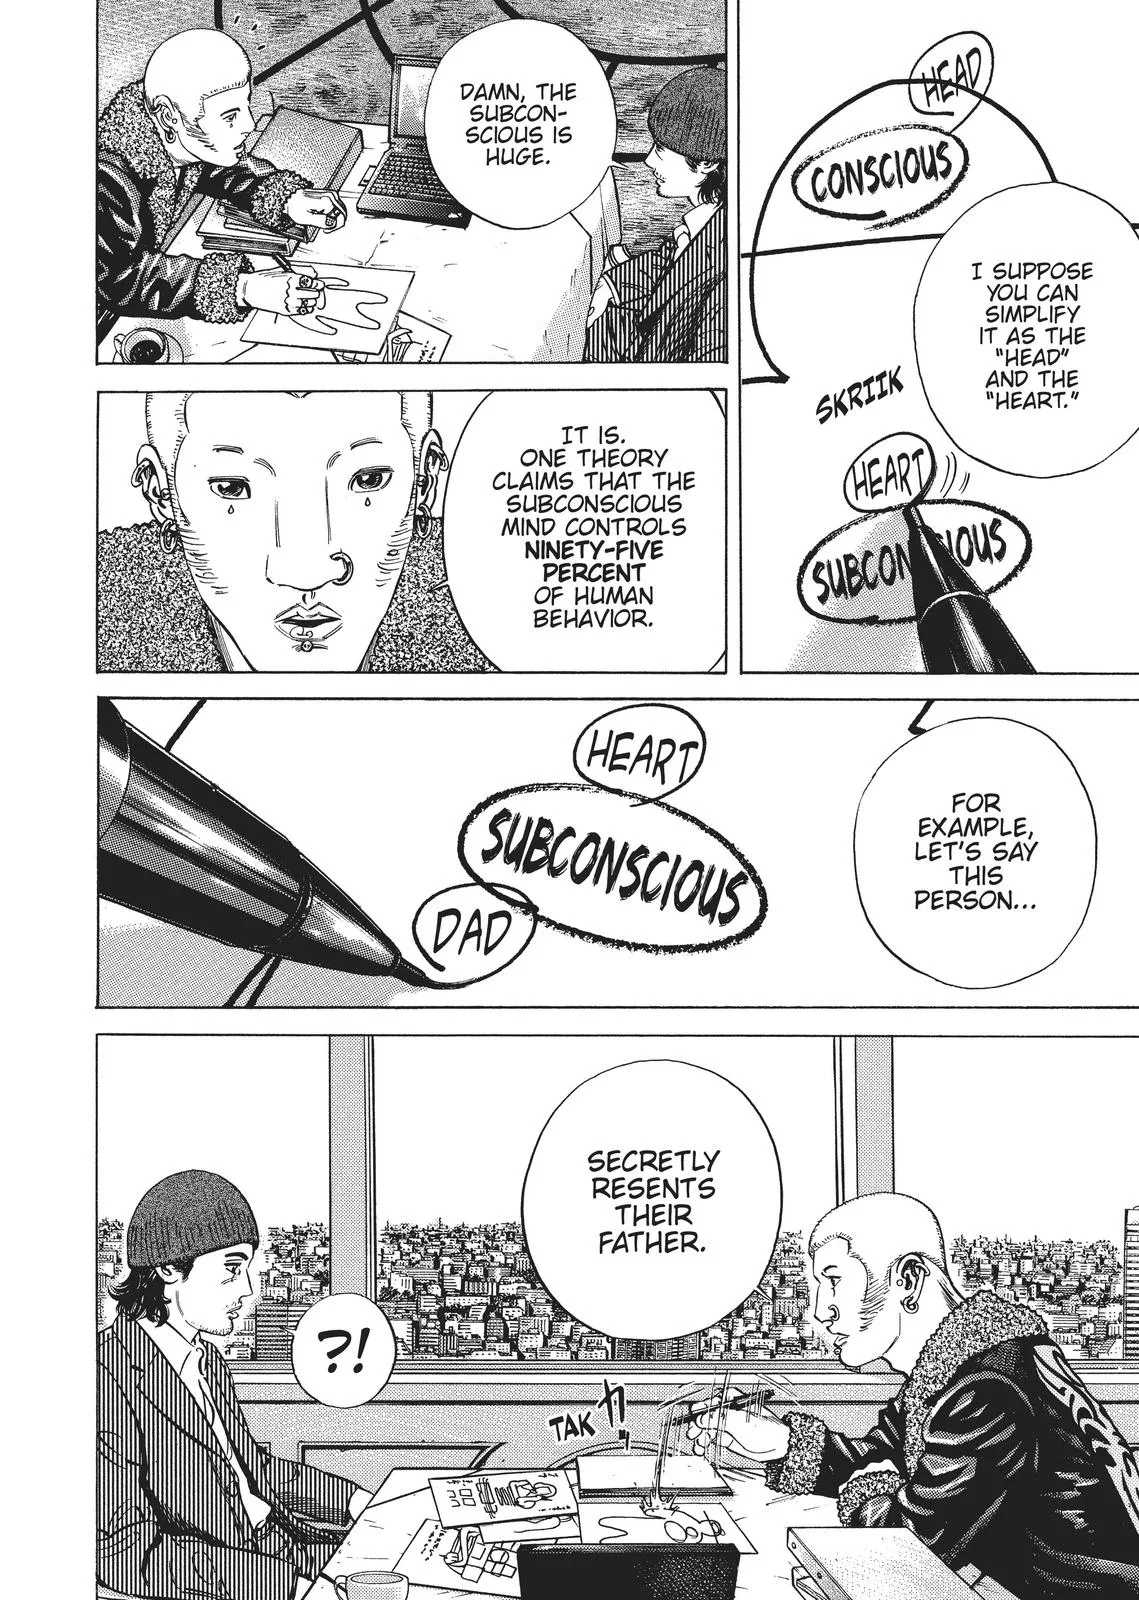 HEAD
CONSCIOUS
I SUPPOSE
YOU CAN
SIMPLIFY
IT AS THE
"HEAD"
AND THE
"HEART."
SKRIIK
HEART
SUBCONSCIOUS
DAMN, THE
SUBCON-
SCIOUS IS
HUGE.
IT IS.
ONE THEORY
CLAIMS THAT THE
SUBCONSCIOUS
MIND CONTROLS
NINETY-FIVE
PERCENT
OF HUMAN
BEHAVIOR.
HEART
SUBCONSCIOUS
DAD
FOR
EXAMPLE,
LET'S SAY
THIS
PERSON...
SECRETLY
RESENTS
THEIR
FATHER.
?!
TAK